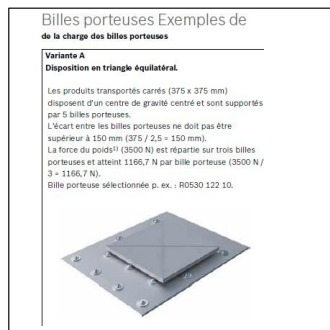 Billes porteuses Exemples de
de la charge des billes porteuses
Variante A
Disposition en triangle équilatéral.
Les produits transportés carrés (375 x 375 mm)
disposent d'un centre de gravité centré et sont supportés
par 5 billes porteuses.
L'écart entre les billes porteuses ne doit pas être
supérieur à 150 mm (375 / 2,5 = 150 mm).
La force du poids¹⁾ (3500 N) est répartie sur trois billes
porteuses et atteint 1166,7 N par bille porteuse (3500 N /
3 = 1166,7 N).
Bille porteuse sélectionnée p. ex. : R0530 122 10.